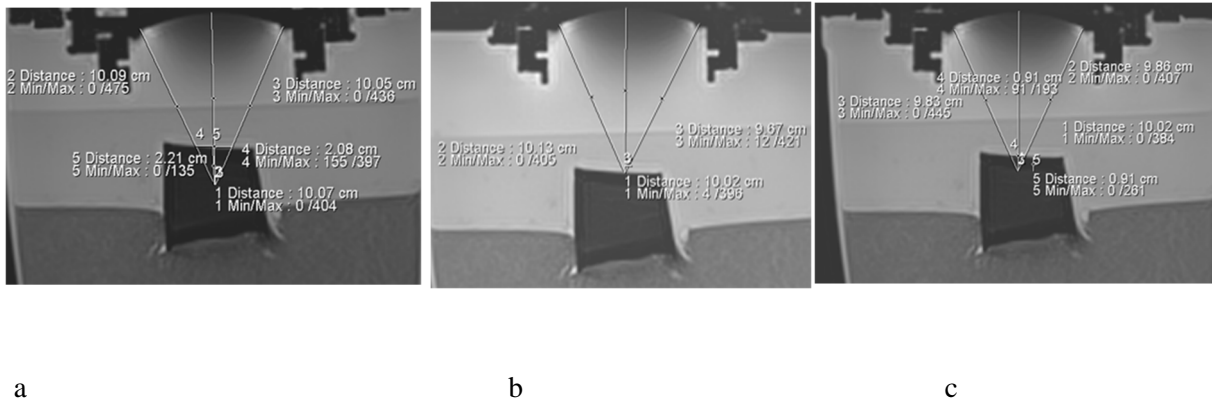 2 Distance : 10.09 cm
2 Min/Max : 0 /475
3 Distance : 10.05 cm
3 Min/Max : 0 /436
4 5
5 Distance : 2.21 cm
5 Min/Max : 0 /135
4 Distance : 2.08 cm
4 Min/Max : 155 /397
3
1 Distance : 10.07 cm
1 Min/Max : 0 /404
2 Distance : 10.13 cm
2 Min/Max : 0 /405
3 Distance : 9.67 cm
3 Min/Max : 12 /421
3
1 Distance : 10.02 cm
1 Min/Max : 4 /396
2 Distance : 9.86 cm
2 Min/Max : 0 /407
4 Distance : 0.91 cm
4 Min/Max : 91 /193
3 Distance : 9.83 cm
3 Min/Max : 0 /445
1 Distance : 10.02 cm
1 Min/Max : 0 /384
4
3 5
5 Distance : 0.91 cm
5 Min/Max : 0 /261
a b c